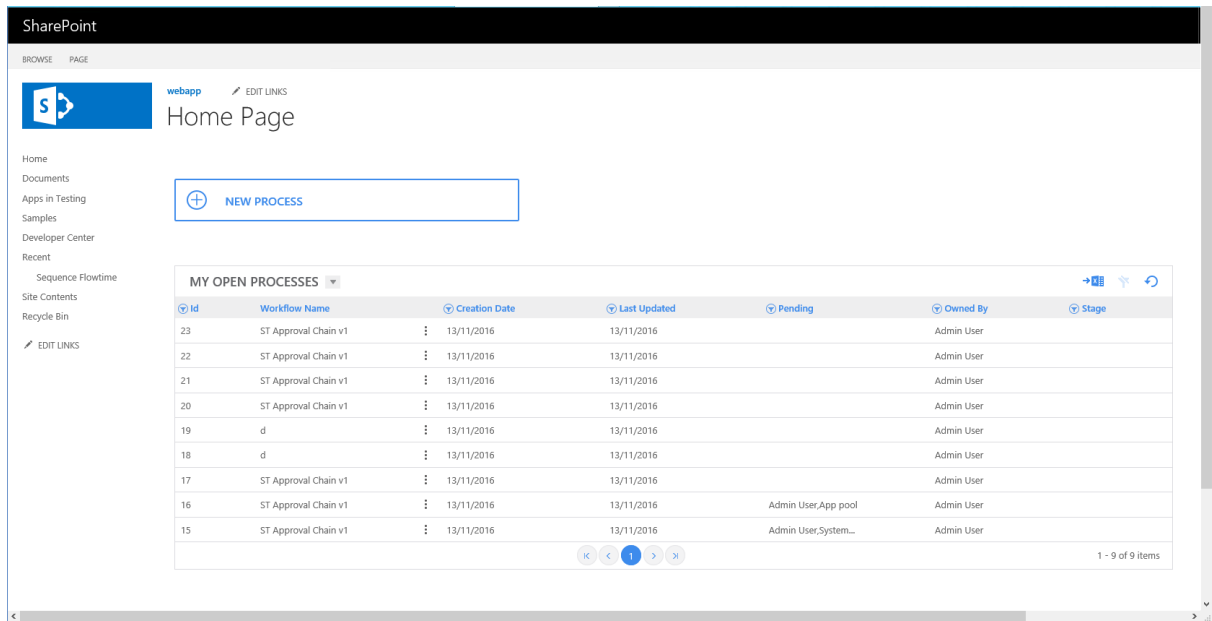 SharePoint
BROWSE PAGE
S
webapp EDIT LINKS
Home Page
Home
Documents
Apps in Testing
Samples
Developer Center
Recent
Sequence Flowtime
Site Contents
Recycle Bin
EDIT LINKS
NEW PROCESS
MY OPEN PROCESSES
Id Workflow Name Creation Date Last Updated Pending Owned By Stage
23 ST Approval Chain v1 13/11/2016 13/11/2016 Admin User
22 ST Approval Chain v1 13/11/2016 13/11/2016 Admin User
21 ST Approval Chain v1 13/11/2016 13/11/2016 Admin User
20 ST Approval Chain v1 13/11/2016 13/11/2016 Admin User
19 d 13/11/2016 13/11/2016 Admin User
18 d 13/11/2016 13/11/2016 Admin User
17 ST Approval Chain v1 13/11/2016 13/11/2016 Admin User
16 ST Approval Chain v1 13/11/2016 13/11/2016 Admin User,App pool Admin User
15 ST Approval Chain v1 13/11/2016 13/11/2016 Admin User,System... Admin User
1 1 - 9 of 9 items